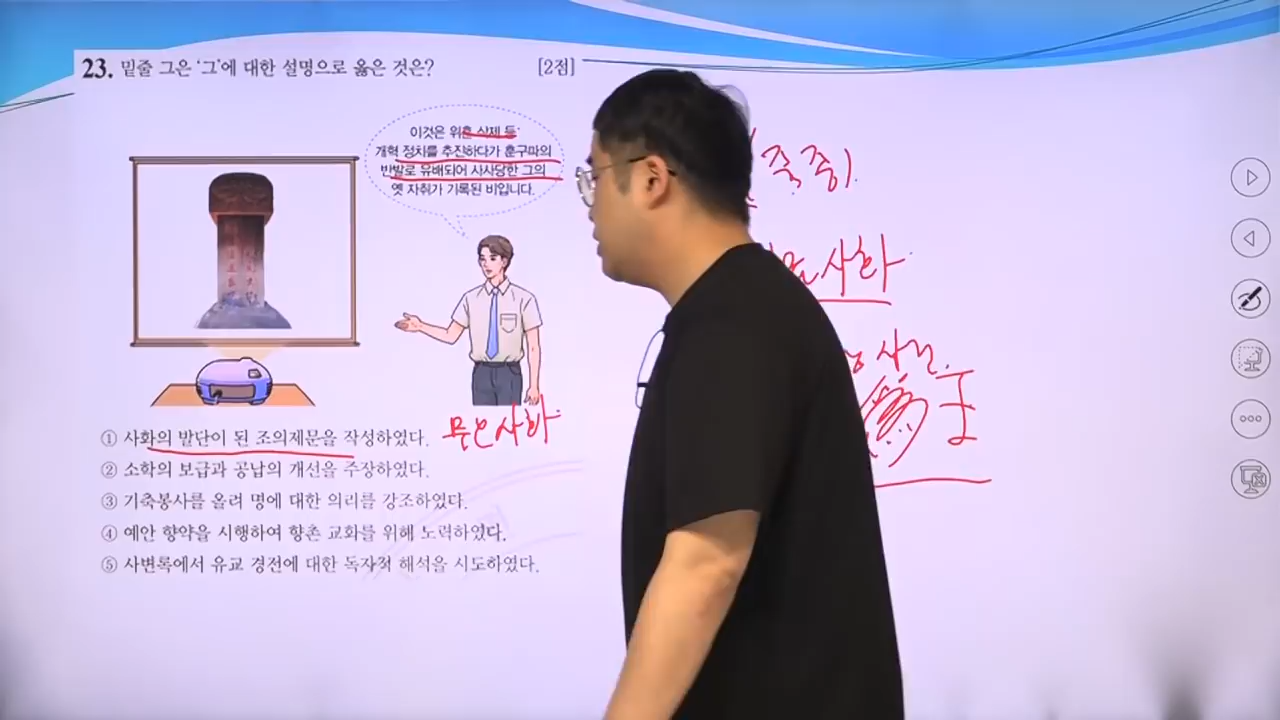 23. 밑줄 그은 '그'에 대한 설명으로 옳은 것은? [2점]
이것은 위훈 삭제 등
개혁 정치를 추진하다가 훈구파의
반발로 유배되어 사사당한 그의
옛 자취가 기록된 비입니다.
중종
사화
王
① 사화의 발단이 된 조의제문을 작성하였다. 무오사화
② 소학의 보급과 공납의 개선을 주장하였다.
③ 기축봉사를 올려 명에 대한 의리를 강조하였다.
④ 예안 향약을 시행하여 향촌 교화를 위해 노력하였다.
⑤ 사변록에서 유교 경전에 대한 독자적 해석을 시도하였다.